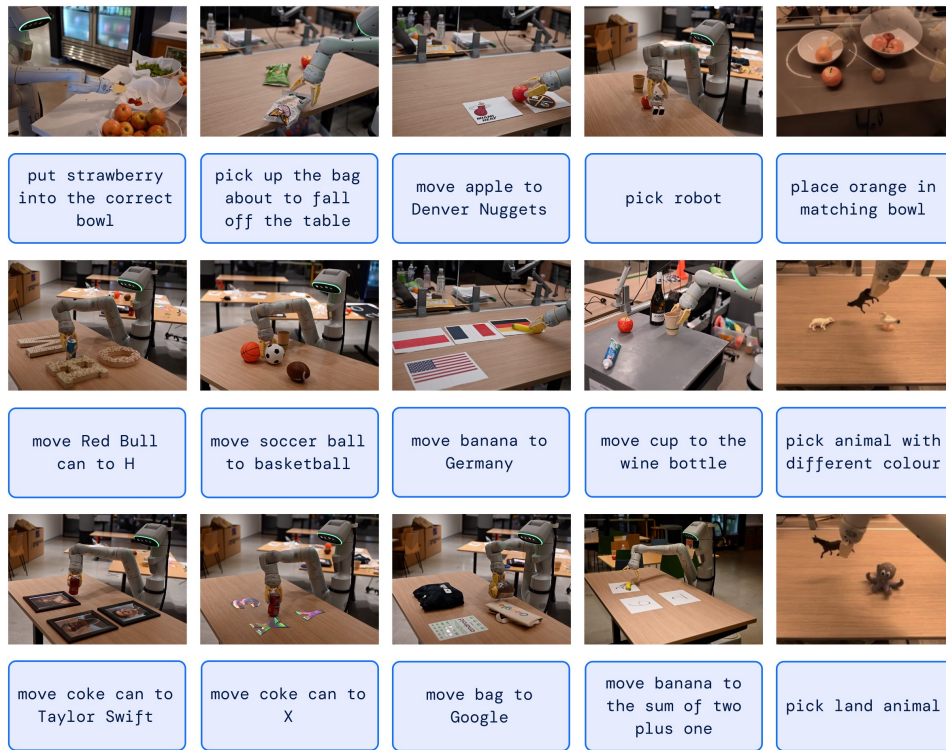 put strawberry
into the correct
bowl
pick up the bag
about to fall
off the table
move apple to
Denver Nuggets
pick robot
place orange in
matching bowl
move Red Bull
can to H
move soccer ball
to basketball
move banana to
Germany
move cup to the
wine bottle
pick animal with
different colour
move coke can to
Taylor Swift
move coke can to
X
move bag to
Google
move banana to
the sum of two
plus one
pick land animal